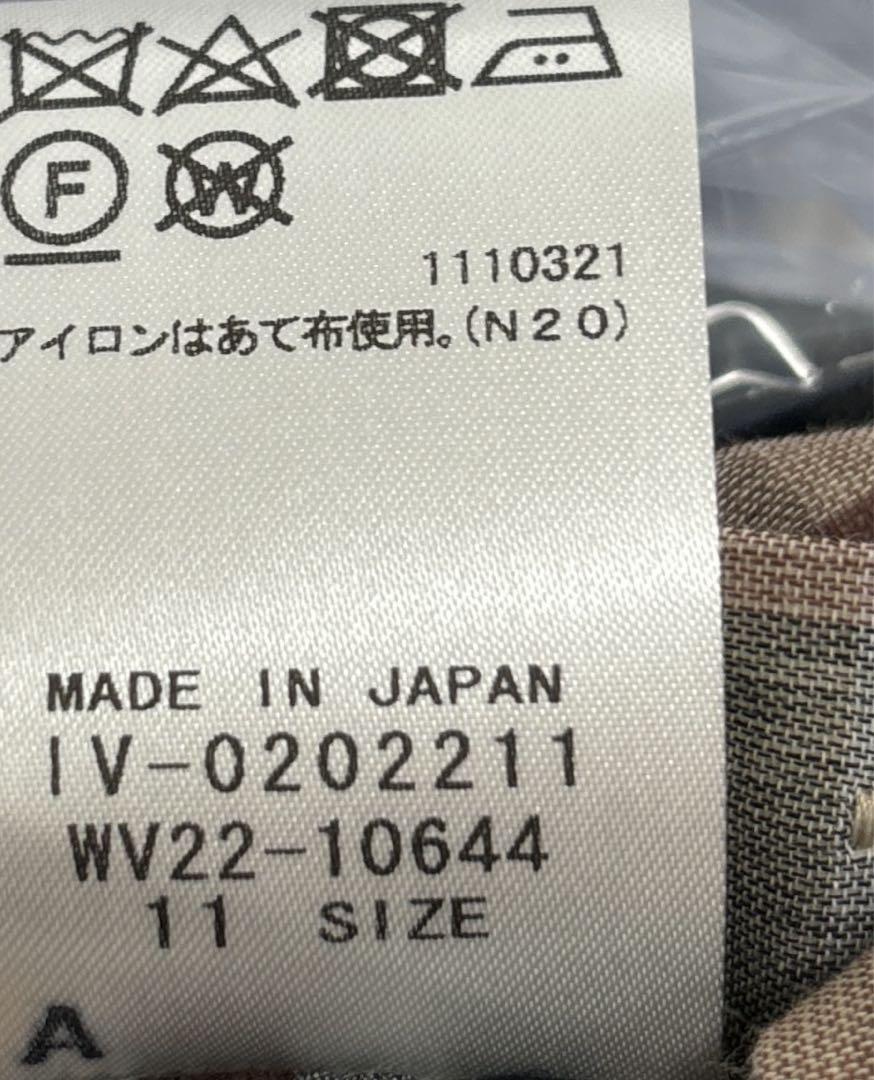 F W
1110321
アイロンはあて布使用。(N20)
MADE IN JAPAN
IV-0202211
WV22-10644
11 SIZE
A